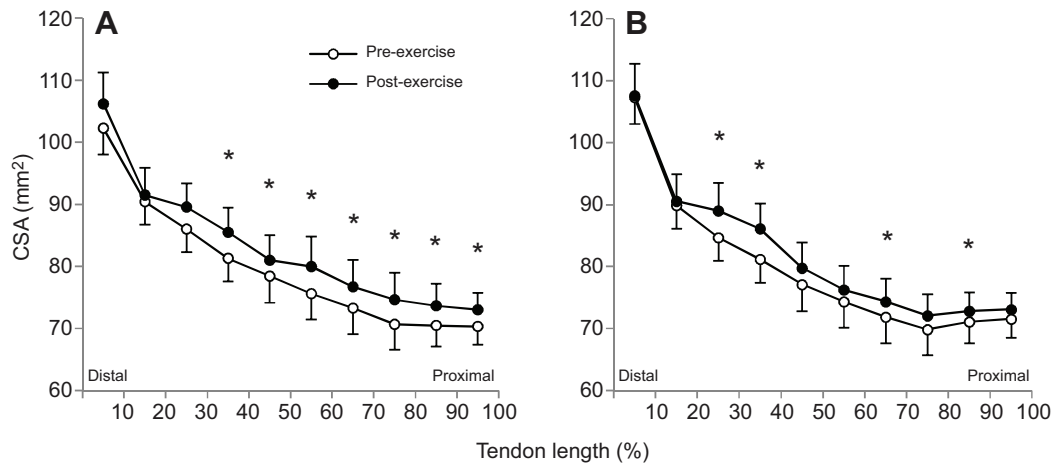 A
B
Pre-exercise
Post-exercise
CSA (mm²)
120
110
100
90
80
70
60
* * * * * * *
Distal
Proximal
10 20 30 40 50 60 70 80 90 100
120
110
100
90
80
70
60
* * * *
Distal
Proximal
10 20 30 40 50 60 70 80 90 100
Tendon length (%)